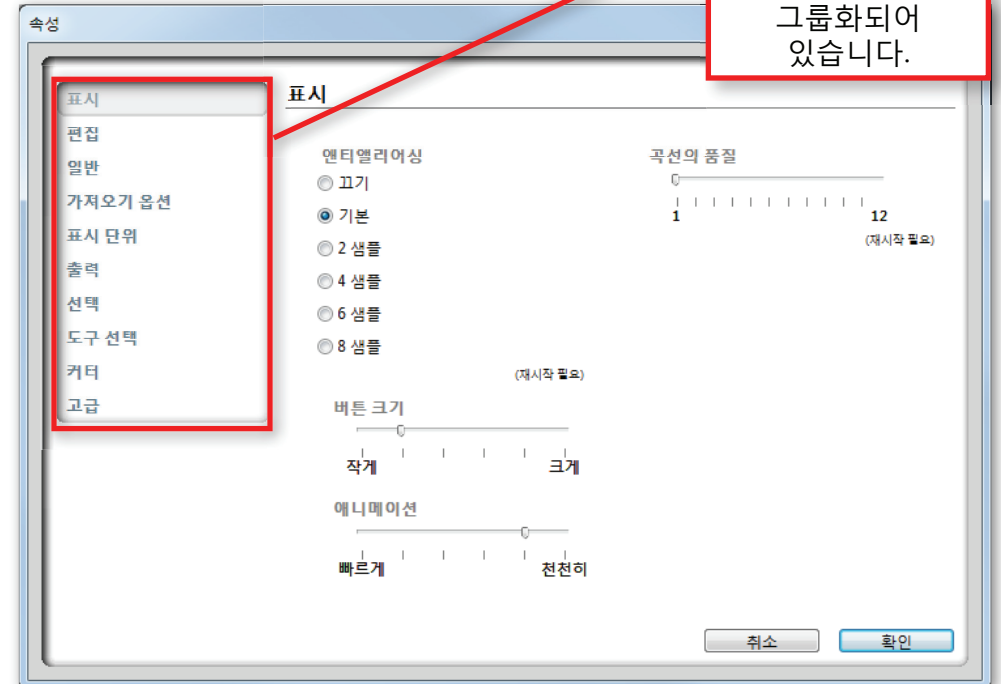 그룹화되어
있습니다.
속성
표시
편집
일반
가져오기 옵션
표시 단위
출력
선택
도구 선택
커터
고급
표시
앤티앨리어싱
끄기
기본
2 샘플
4 샘플
6 샘플
8 샘플
(재시작 필요)
버튼 크기
작게 크게
애니메이션
빠르게 천천히
곡선의 품질
1 12
(재시작 필요)
취소 확인